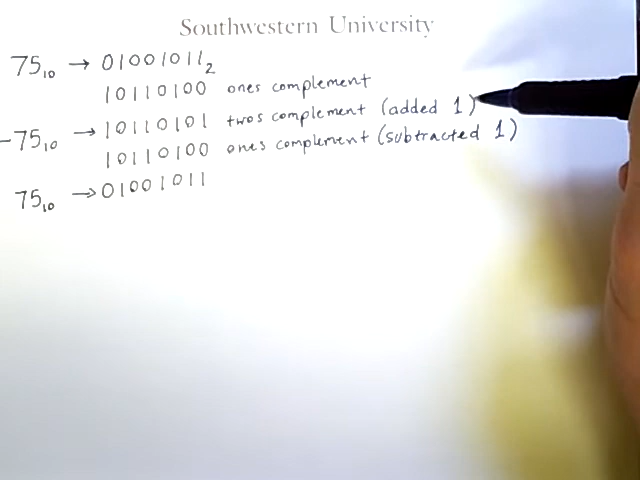 Southwestern University
75₁₀ → 01001011₂
10110100 ones complement
-75₁₀ → 10110101 twos complement (added 1)
10110100 ones complement (subtracted 1)
75₁₀ → 01001011